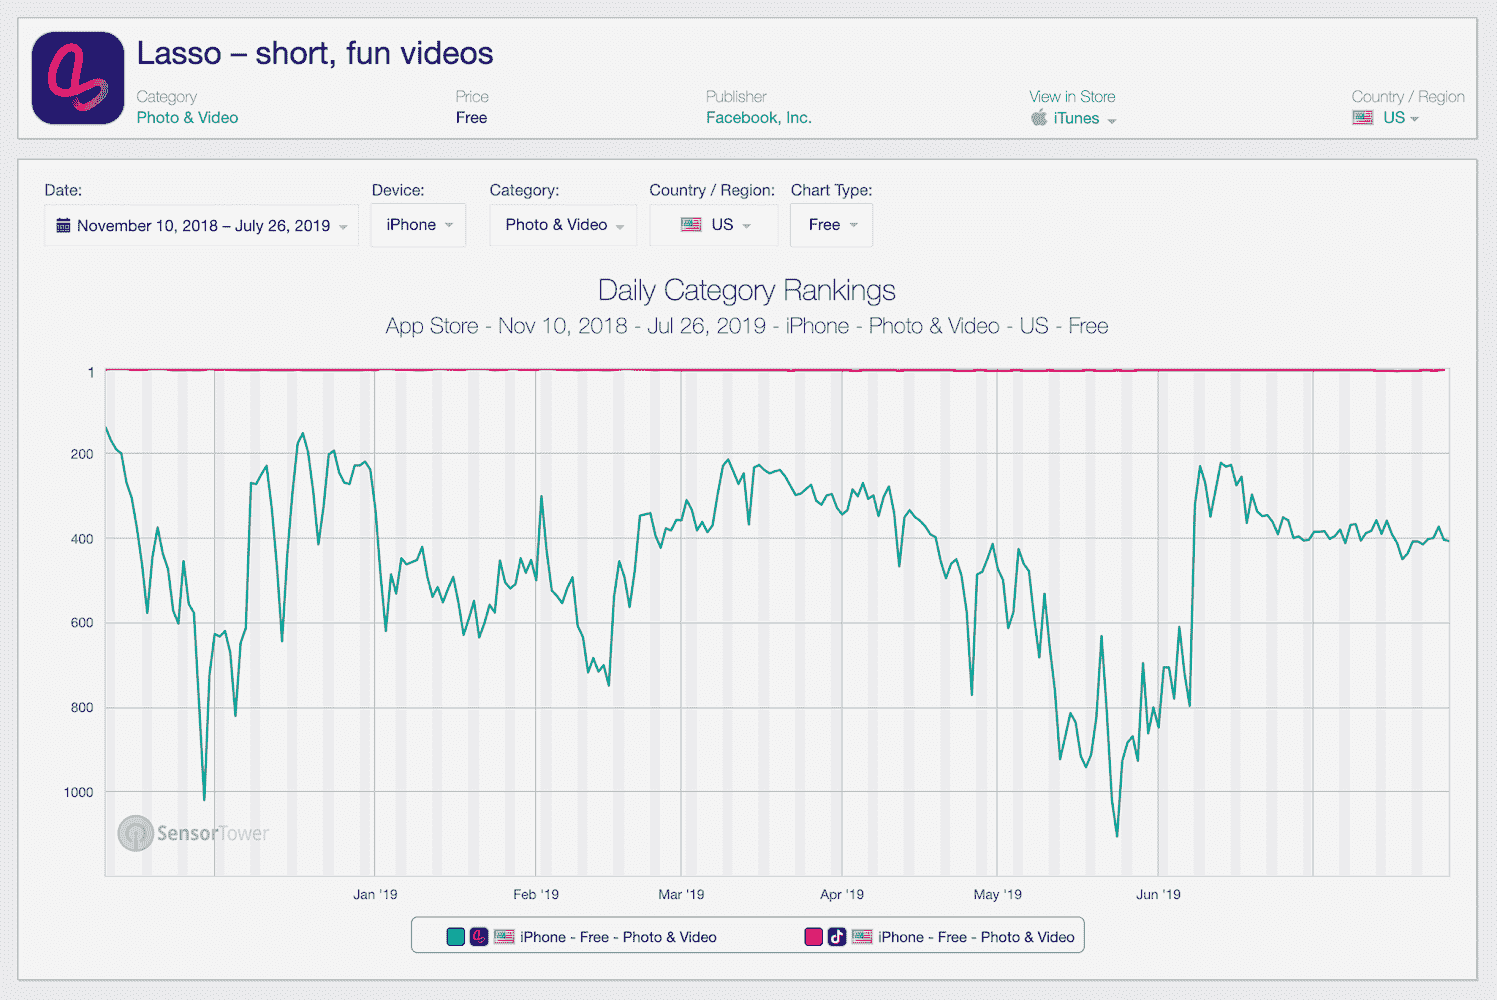 Lasso – short, fun videos
Category Price Publisher View in Store Country / Region
Photo & Video Free Facebook, Inc. iTunes US
Date: Device: Category: Country / Region: Chart Type:
November 10, 2018 – July 26, 2019 iPhone Photo & Video US Free
Daily Category Rankings
App Store - Nov 10, 2018 - Jul 26, 2019 - iPhone - Photo & Video - US - Free
1
200
400
600
800
1000
SensorTower
Jan '19 Feb '19 Mar '19 Apr '19 May '19 Jun '19
iPhone - Free - Photo & Video iPhone - Free - Photo & Video